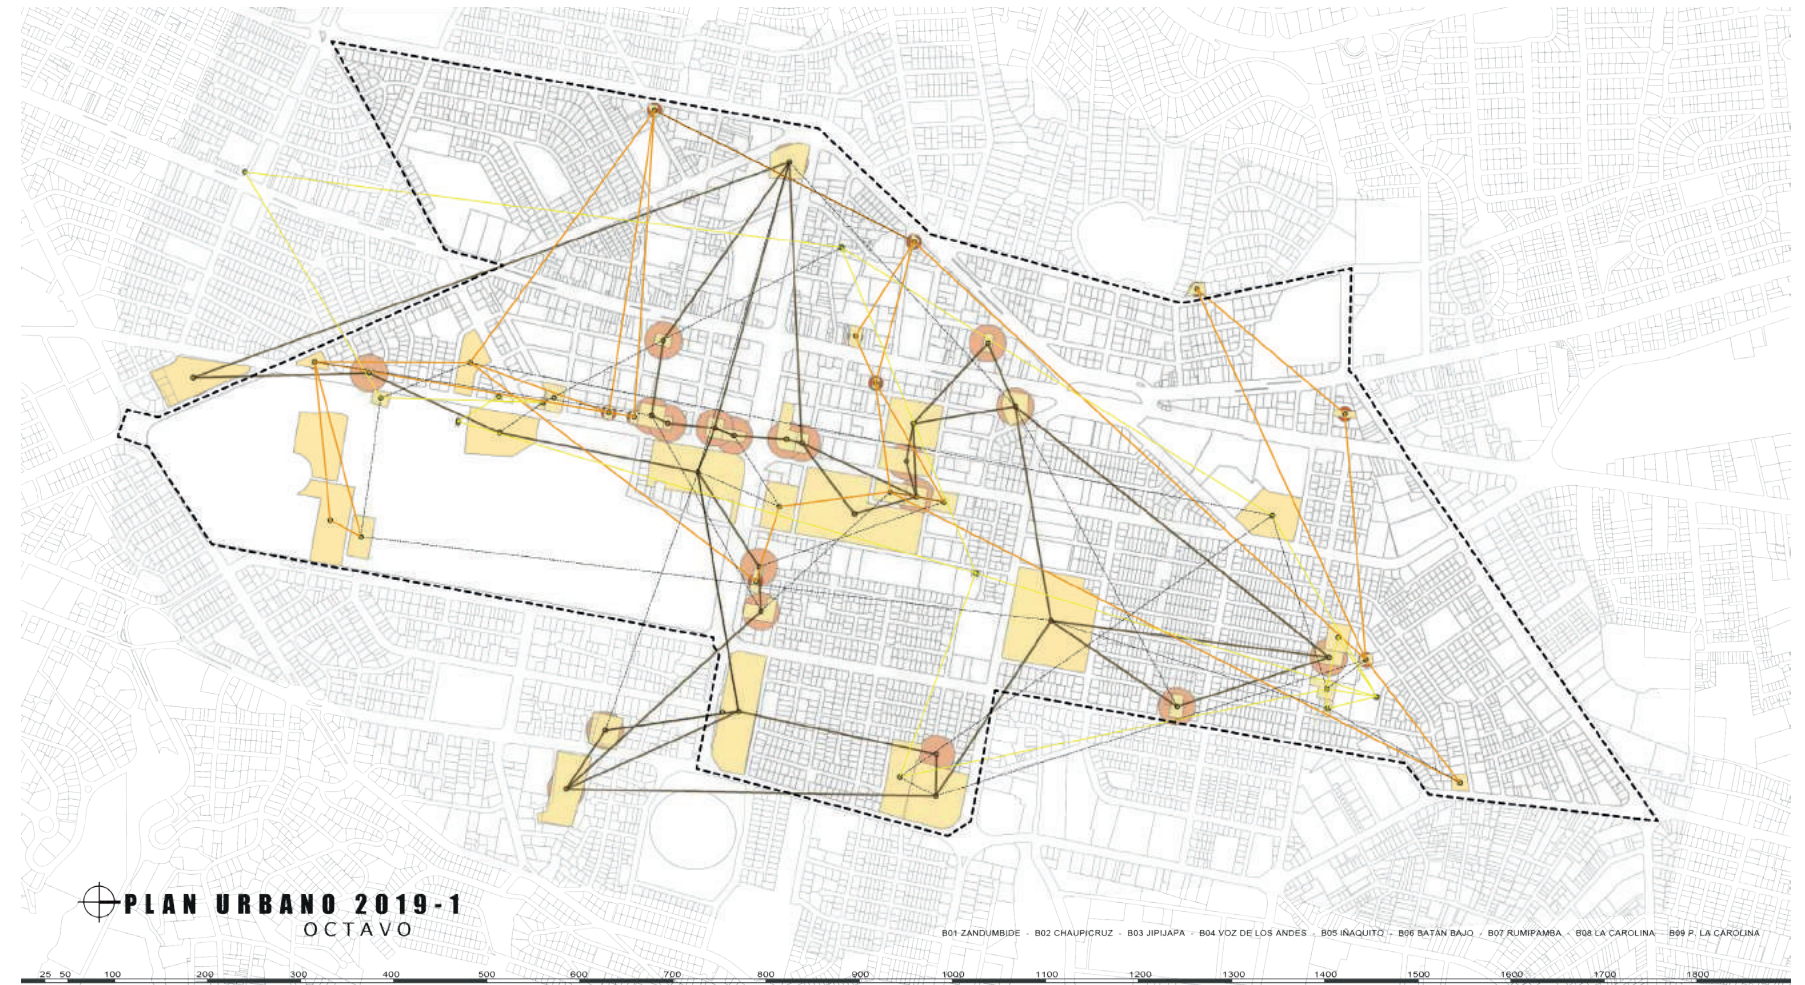 PLAN URBANO 2019-1
OCTAVO
B01 ZANDUMBIDE - B02 CHAUPICRUZ - B03 JIPIJAPA - B04 VOZ DE LOS ANDES - B05 IÑAQUITO - B06 BATAN BAJO - B07 RUMIPAMBA - B08 LA CAROLINA B09 P. LA CAROLINA
25 50 100 200 300 400 500 600 700 800 900 1000 1100 1200 1300 1400 1500 1600 1700 1800